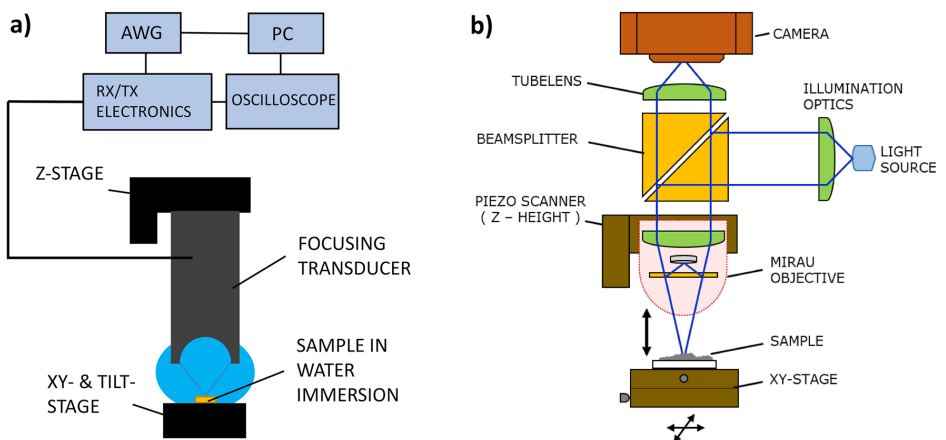 a)
AWG
PC
RX/TX
ELECTRONICS
OSCILLOSCOPE
Z-STAGE
FOCUSING
TRANSDUCER
SAMPLE IN
WATER
IMMERSION
XY- & TILT-
STAGE
b)
CAMERA
TUBELENS
ILLUMINATION
OPTICS
BEAMSPLITTER
LIGHT
SOURCE
PIEZO SCANNER
( Z – HEIGHT )
MIRAU
OBJECTIVE
SAMPLE
XY-STAGE